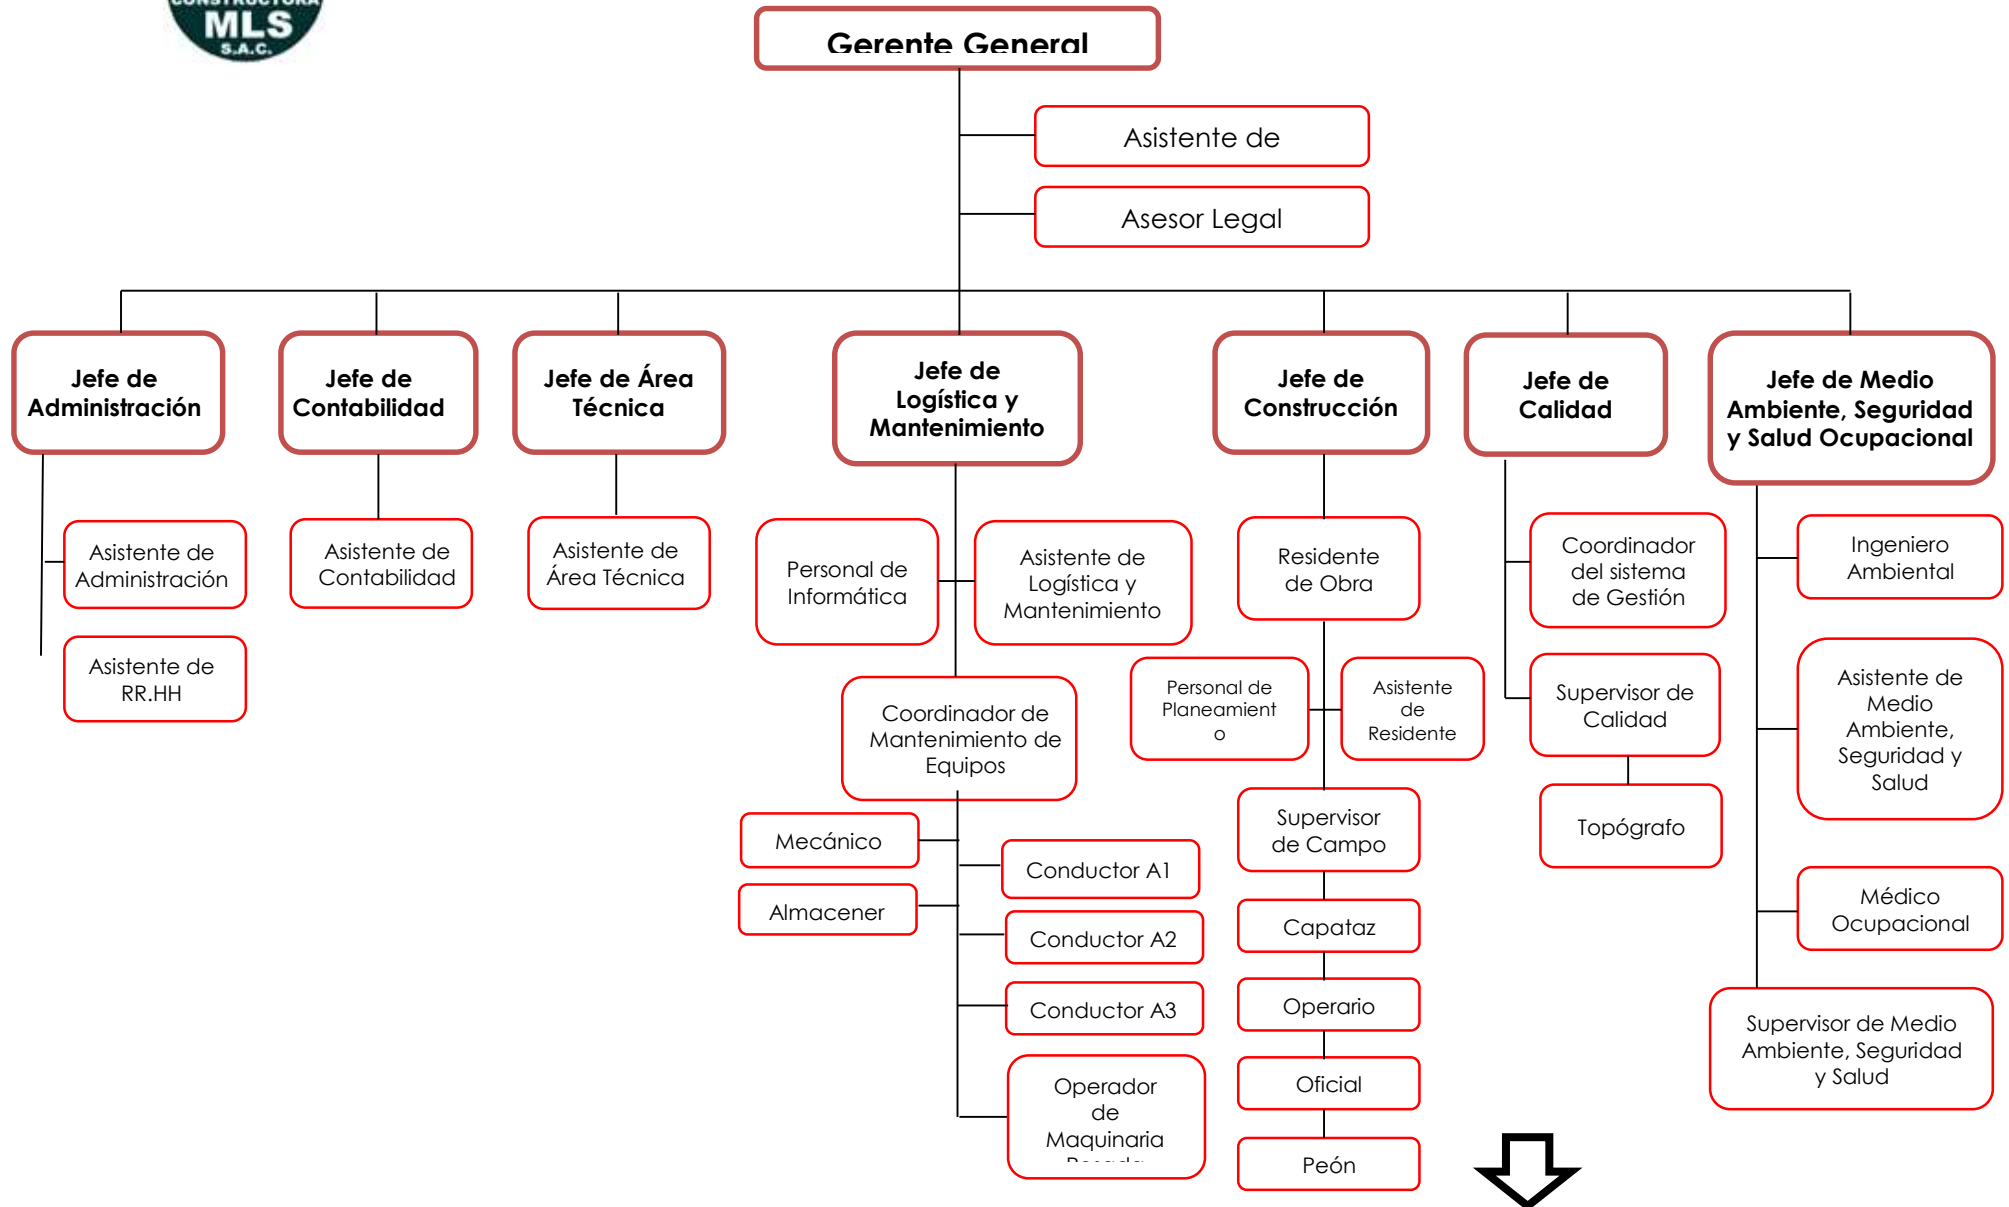 CONSTRUCTORA
MLS
S.A.C.
Gerente General
Asistente de
Asesor Legal
Jefe de
Administración
Jefe de
Contabilidad
Jefe de Área
Técnica
Jefe de
Logística y
Mantenimiento
Jefe de
Construcción
Jefe de
Calidad
Jefe de Medio
Ambiente, Seguridad
y Salud Ocupacional
Asistente de
Administración
Asistente de
RR.HH
Asistente de
Contabilidad
Asistente de
Área Técnica
Personal de
Informática
Asistente de
Logística y
Mantenimiento
Coordinador de
Mantenimiento de
Equipos
Mecánico
Almacener
Conductor A1
Conductor A2
Conductor A3
Operador
de
Maquinaria
Pesada
Residente
de Obra
Personal de
Planeamient
o
Asistente
de
Residente
Supervisor
de Campo
Capataz
Operario
Oficial
Peón
Coordinador
del sistema
de Gestión
Supervisor de
Calidad
Topógrafo
Ingeniero
Ambiental
Asistente de
Medio
Ambiente,
Seguridad y
Salud
Médico
Ocupacional
Supervisor de Medio
Ambiente, Seguridad
y Salud